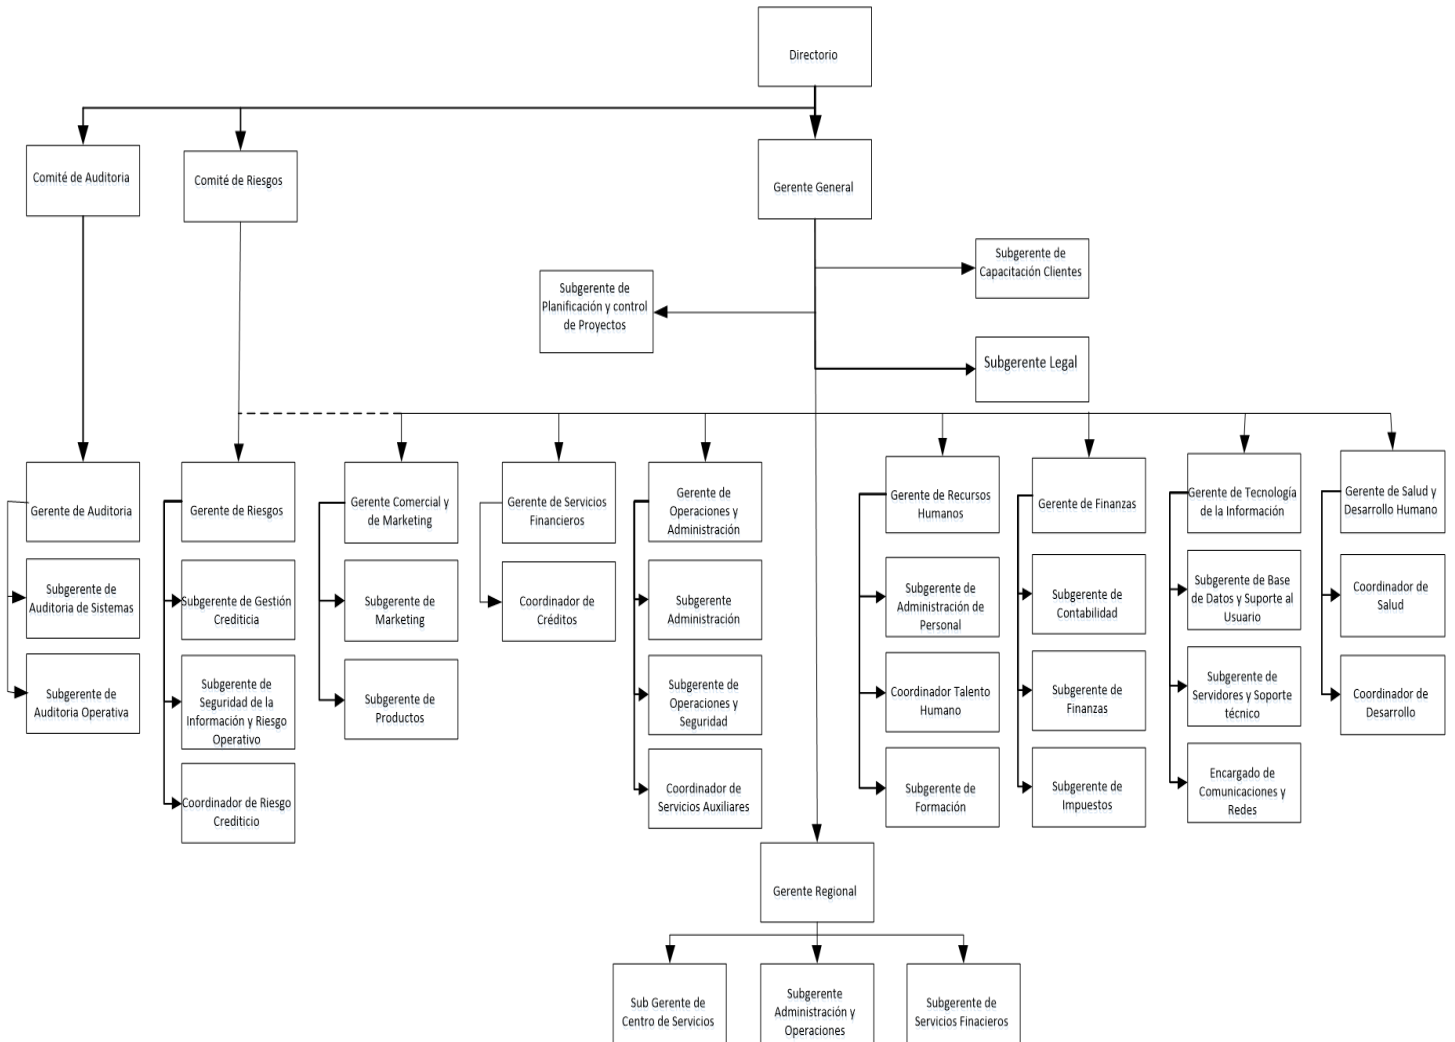 Directorio
Comité de Auditoria
Comité de Riesgos
Gerente General
Subgerente de
Capacitación Clientes
Subgerente de
Planificación y control
de Proyectos
Subgerente Legal
Gerente de Auditoria
Gerente de Riesgos
Gerente Comercial y
de Marketing
Gerente de Servicios
Financieros
Gerente de
Operaciones y
Administración
Gerente de Recursos
Humanos
Gerente de Finanzas
Gerente de Tecnología
de la Información
Gerente de Salud y
Desarrollo Humano
Subgerente de
Auditoria de Sistemas
Subgrente de Gestión
Crediticia
Subgerente de
Marketing
Coordinador de
Créditos
Subgerente
Administración
Subgerente de
Administración de
Personal
Subgerente de
Contabilidad
Subgerente de Base
de Datos y Suporte al
Usuario
Coordinador de
Salud
Subgerente de
Auditoria Operativa
Subgerente de
Seguridad de la
Información y Riesgo
Operativo
Subgerente de
Productos
Subgerente de
Operaciones y
Seguridad
Coordinador Talento
Humano
Subgerente de
Finanzas
Subgerente de
Servidores y Soporte
técnico
Coordinador de
Desarrollo
Coordinador de Riesgo
Crediticio
Coordinador de
Servicios Auxiliares
Subgerente de
Formación
Subgerente de
Impuestos
Encargado de
Comunicaciones y
Redes
Gerente Regional
Sub Gerente de
Centro de Servicios
Subgerente
Administración y
Operaciones
Subgerente de
Servicios Finacieros